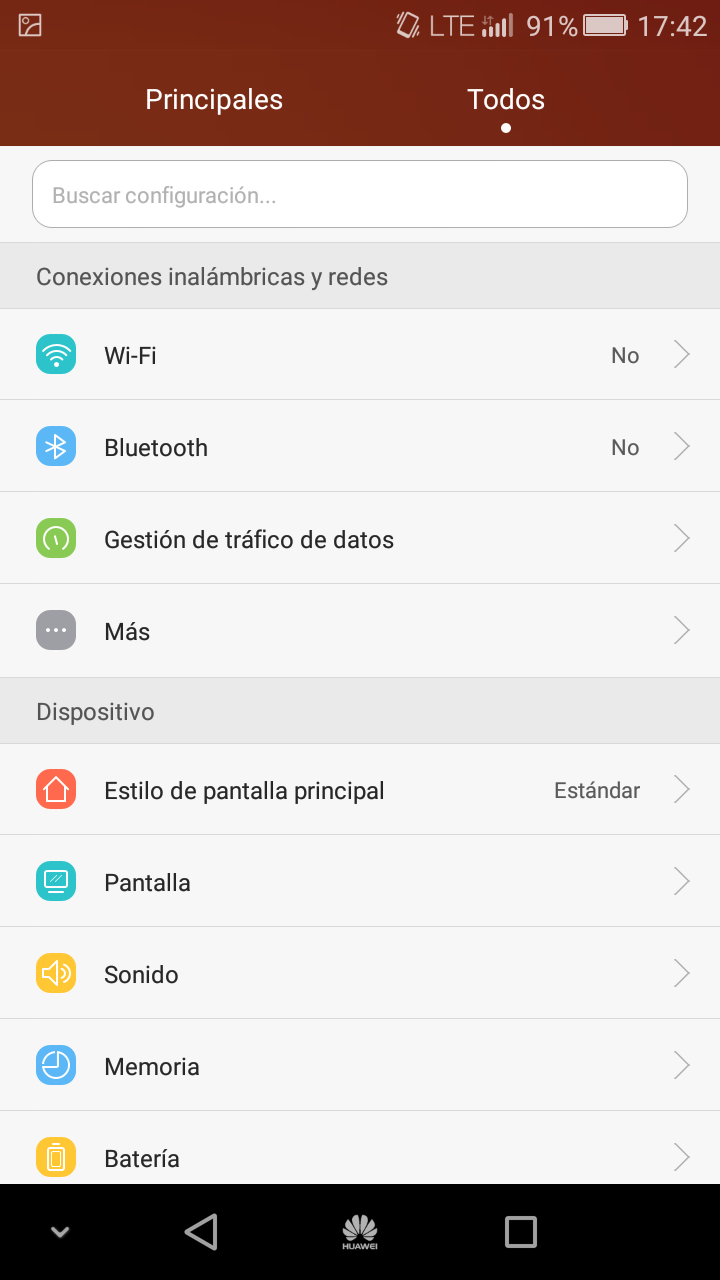 LTE 91% 17:42
Principales Todos
Buscar configuración...
Conexiones inalámbricas y redes
Wi-Fi No
Bluetooth No
Gestión de tráfico de datos
Más
Dispositivo
Estilo de pantalla principal Estándar
Pantalla
Sonido
Memoria
Batería
HUAWEI